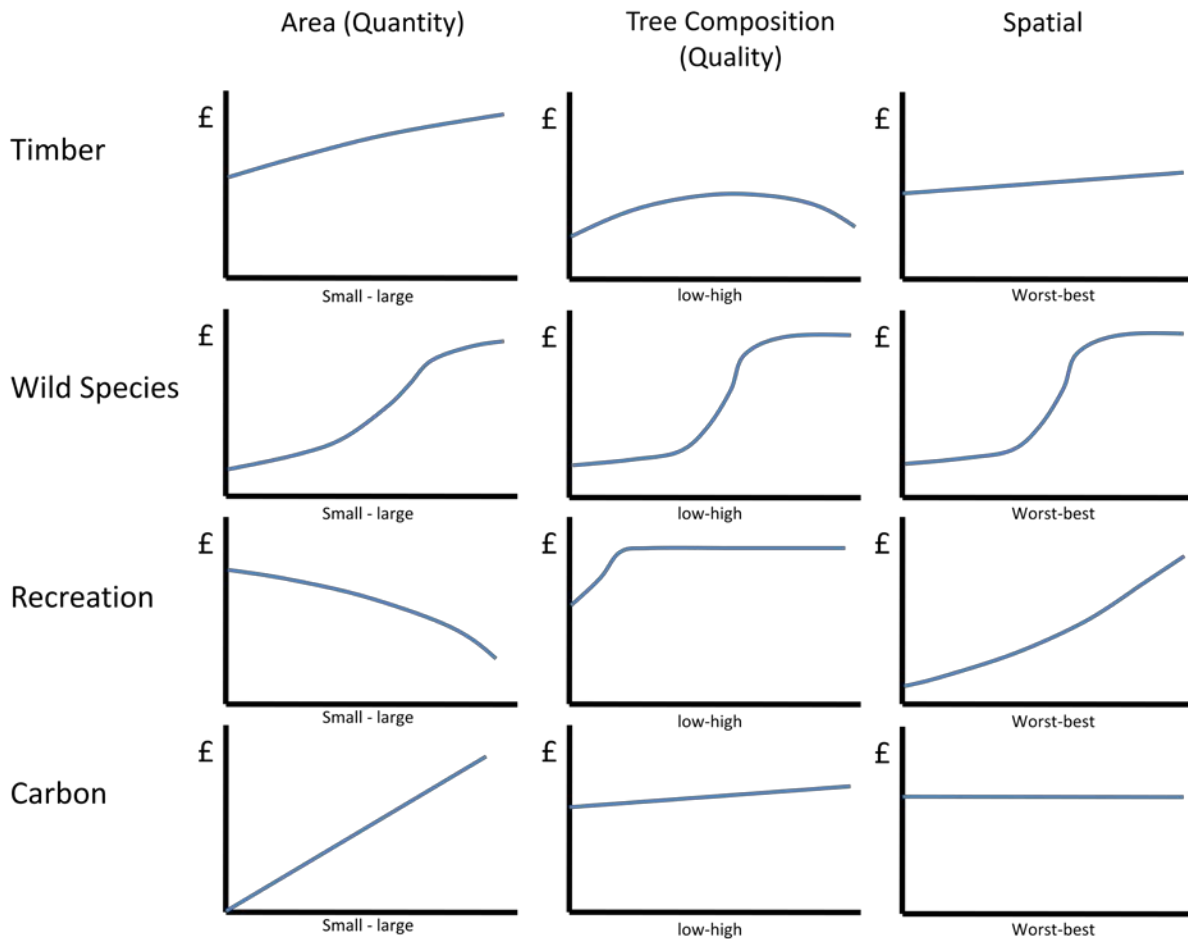 Area (Quantity)
Tree Composition
(Quality)
Spatial
Timber
£
£
£
Small - large
low-high
Worst-best
Wild Species
£
£
£
Small - large
low-high
Worst-best
Recreation
£
£
£
Small - large
low-high
Worst-best
Carbon
£
£
£
Small - large
low-high
Worst-best